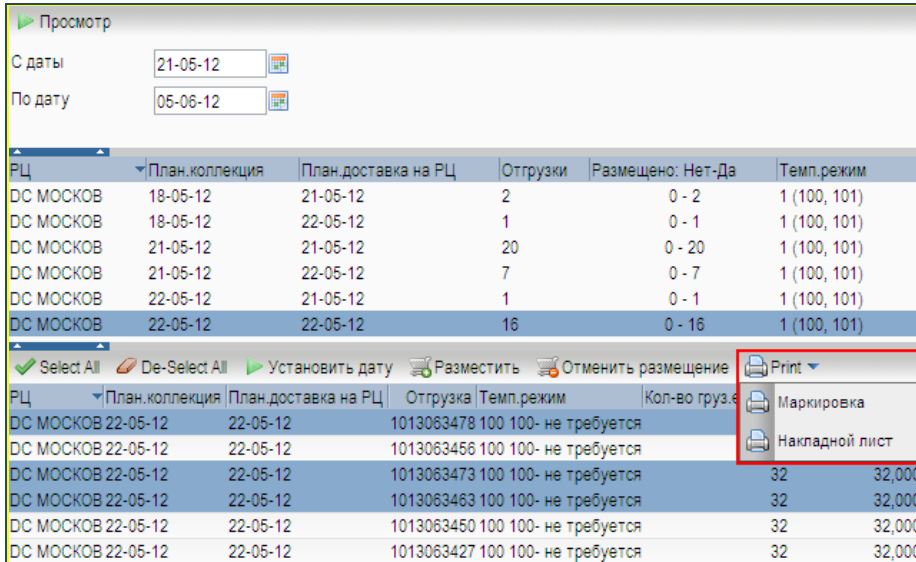 Просмотр
С даты 21-05-12
По дату 05-06-12
РЦ План.коллекция План.доставка на РЦ Отгрузки Размещено: Нет-Да Темп.режим
DC МОСКОВ 18-05-12 21-05-12 2 0 - 2 1 (100, 101)
DC МОСКОВ 18-05-12 22-05-12 1 0 - 1 1 (100, 101)
DC МОСКОВ 21-05-12 21-05-12 20 0 - 20 1 (100, 101)
DC МОСКОВ 21-05-12 22-05-12 7 0 - 7 1 (100, 101)
DC МОСКОВ 22-05-12 21-05-12 1 0 - 1 1 (100, 101)
DC МОСКОВ 22-05-12 22-05-12 16 0 - 16 1 (100, 101)
Select All De-Select All Установить дату Разместить Отменить размещение Print
РЦ План.коллекция План.доставка на РЦ Отгрузка Темп.режим Кол-во груз.е Маркировка
DC МОСКОВ 22-05-12 22-05-12 1013063478 100 100- не требуется
Накладной лист
DC МОСКОВ 22-05-12 22-05-12 1013063456 100 100- не требуется
DC МОСКОВ 22-05-12 22-05-12 1013063473 100 100- не требуется 32 32,000
DC МОСКОВ 22-05-12 22-05-12 1013063463 100 100- не требуется 32 32,000
DC МОСКОВ 22-05-12 22-05-12 1013063450 100 100- не требуется 32 32,000
DC МОСКОВ 22-05-12 22-05-12 1013063427 100 100- не требуется 32 32,000